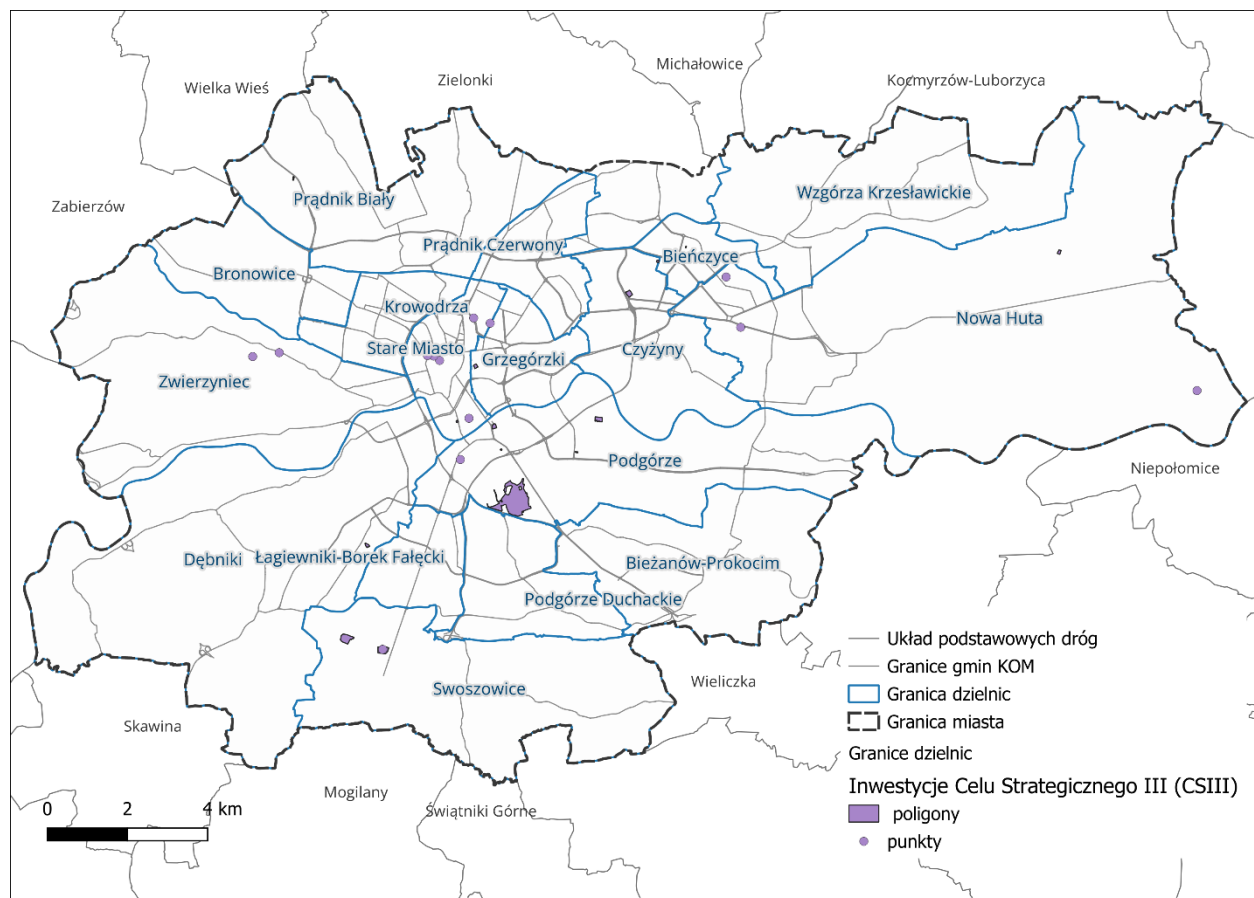 Michałowice
Zielonki
Kocmyrzów-Luborzyca
Wielka Wieś
Wzgórza Krzesławickie
Prądnik Biały
Zabierzów
Prądnik Czerwony
Bieńczyce
Bronowice
Krowodrza
Nowa Huta
Stare Miasto
Czyżyny
Grzegórzki
Zwierzyniec
Podgórze
Niepołomice
Dębniki
Łagiewniki-Borek Fałęcki
Bieżanów-Prokocim
Podgórze Duchackie
Wieliczka
Swoszowice
Skawina
Mogilany
Świątniki Górne
0 2 4 km
Układ podstawowych dróg
Granice gmin KOM
Granica dzielnic
Granica miasta
Granice dzielnic
Inwestycje Celu Strategicznego III (CSIII)
poligony
punkty